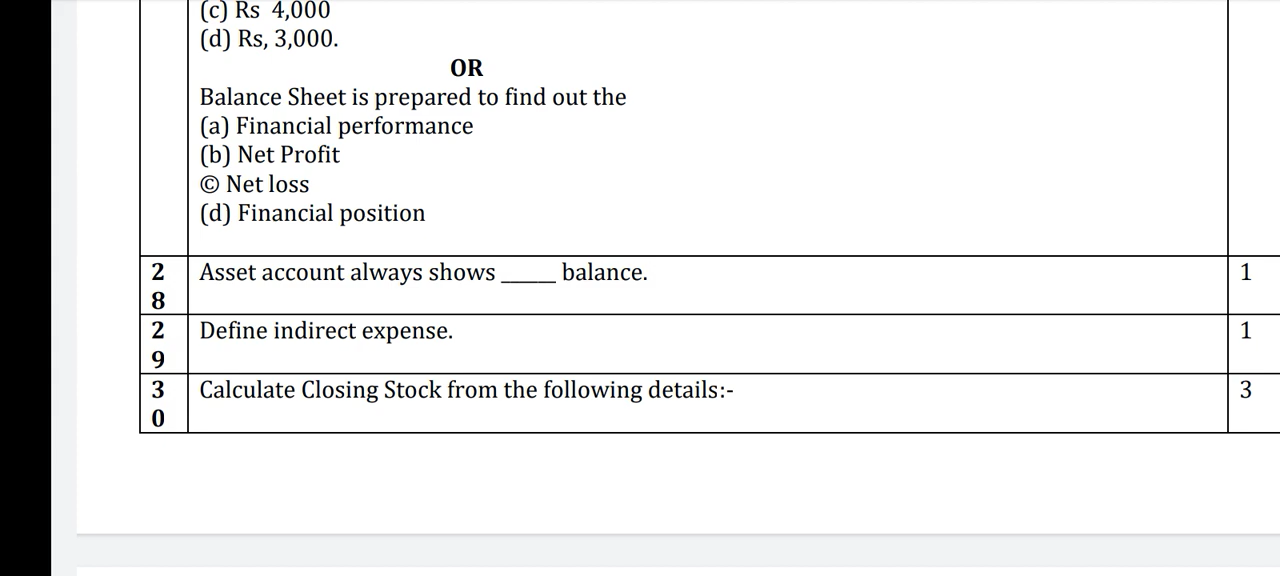 (c) Rs 4,000
(d) Rs, 3,000.
OR
Balance Sheet is prepared to find out the
(a) Financial performance
(b) Net Profit
© Net loss
(d) Financial position
2
8
Asset account always shows _____ balance.
1
2
9
Define indirect expense.
1
3
0
Calculate Closing Stock from the following details:-
3